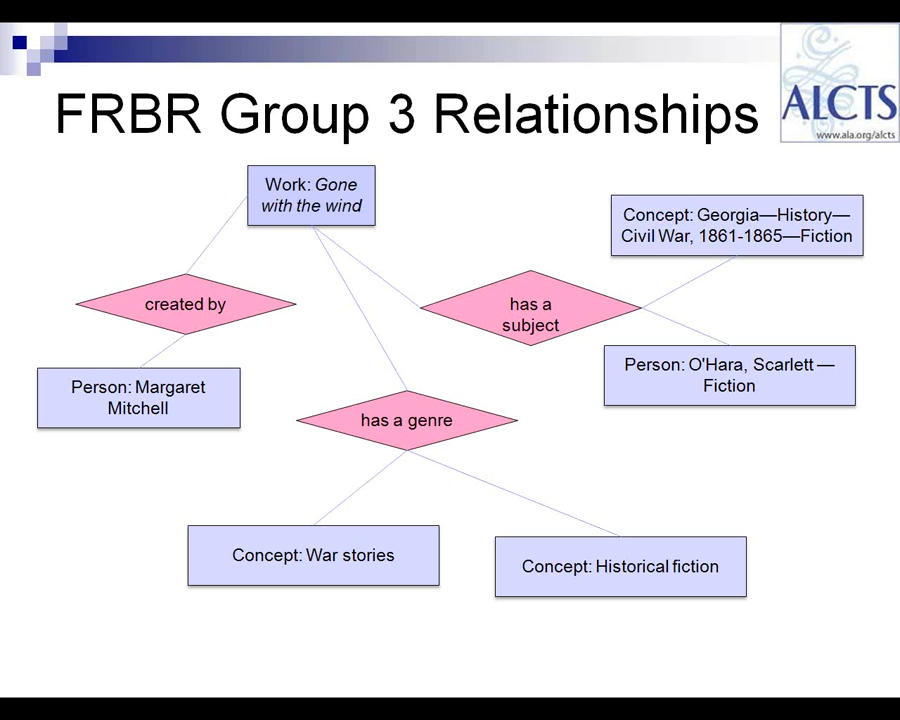 FRBR Group 3 Relationships
ALCTS
www.ala.org/alcts
Work: Gone
with the wind
Concept: Georgia—History—
Civil War, 1861-1865—Fiction
created by
has a
subject
Person: Margaret
Mitchell
Person: O'Hara, Scarlett —
Fiction
has a genre
Concept: War stories
Concept: Historical fiction